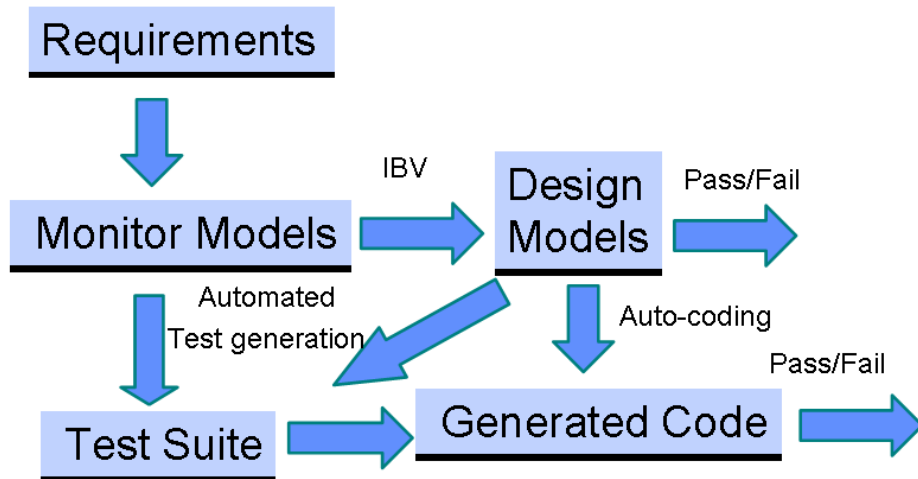 Requirements
IBV
Design
Models
Pass/Fail
Monitor Models
Automated
Test generation
Auto-coding
Pass/Fail
Test Suite
Generated Code